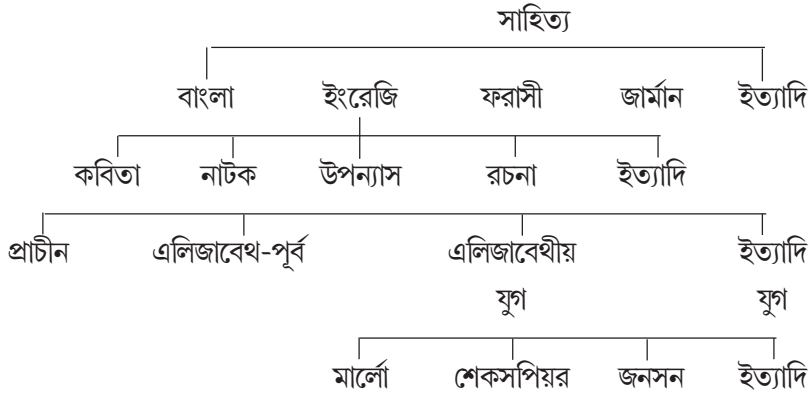 সাহিত্য
বাংলা ইংরেজি ফরাসী জার্মান ইত্যাদি
কবিতা নাটক উপন্যাস রচনা ইত্যাদি
প্রাচীন এলিজাবেথ-পূর্ব এলিজাবেথীয় ইত্যাদি
যুগ যুগ
মার্লো শেকসপিয়র জনসন ইত্যাদি